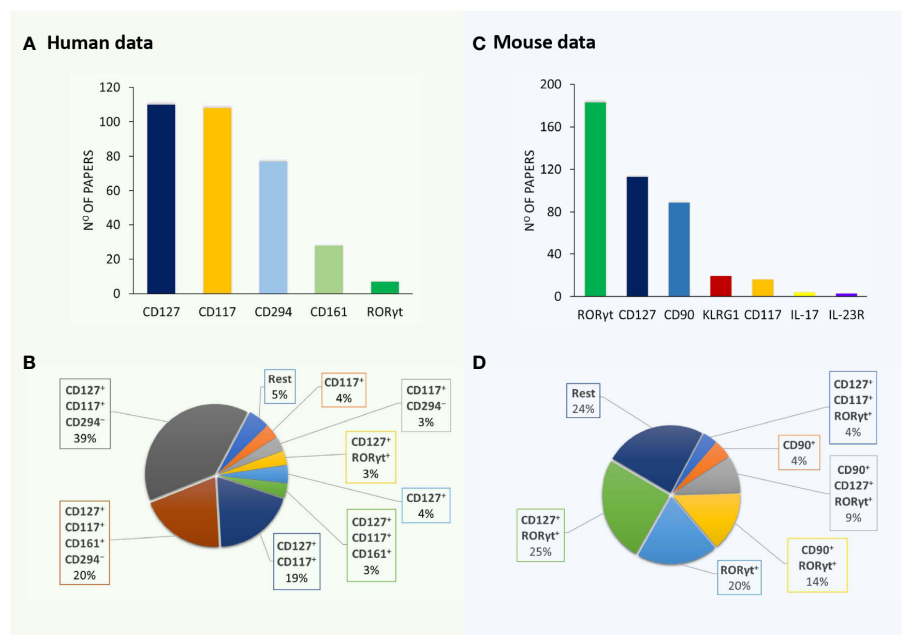 A Human data
120
100
80
60
40
20
0
Nº OF PAPERS
CD127 CD117 CD294 CD161 RORγt
B
CD127⁺
CD117⁺
CD294⁻
39%
Rest
5%
CD117⁺
4%
CD117⁺
CD294⁻
3%
CD127⁺
RORγt⁺
3%
CD127⁺
4%
CD127⁺
CD117⁺
CD161⁺
3%
CD127⁺
CD117⁺
19%
CD127⁺
CD117⁺
CD161⁺
CD294⁻
20%
C Mouse data
200
160
120
80
40
0
Nº OF PAPERS
RORγt CD127 CD90 KLRG1 CD117 IL-17 IL-23R
D
Rest
24%
CD127⁺
CD117⁺
RORγt⁺
4%
CD90⁺
4%
CD90⁺
CD127⁺
RORγt⁺
9%
CD90⁺
RORγt⁺
14%
RORγt⁺
20%
CD127⁺
RORγt⁺
25%